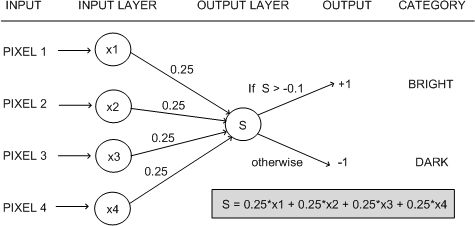 INPUT INPUT LAYER OUTPUT LAYER OUTPUT CATEGORY
PIXEL 1 x1
0.25
If S > -0.1 +1 BRIGHT
PIXEL 2 x2 0.25
S
0.25
PIXEL 3 x3
otherwise -1 DARK
0.25
PIXEL 4 x4
S = 0.25*x1 + 0.25*x2 + 0.25*x3 + 0.25*x4